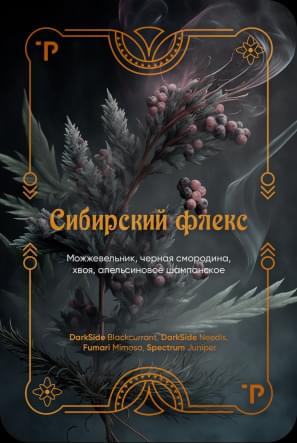 Сибирский флекс
Можжевельник, черная смородина,
хвоя, апельсиновое шампанское
DarkSide Blackcurrant, DarkSide Needls,
Fumari Mimosa, Spectrum Juniper